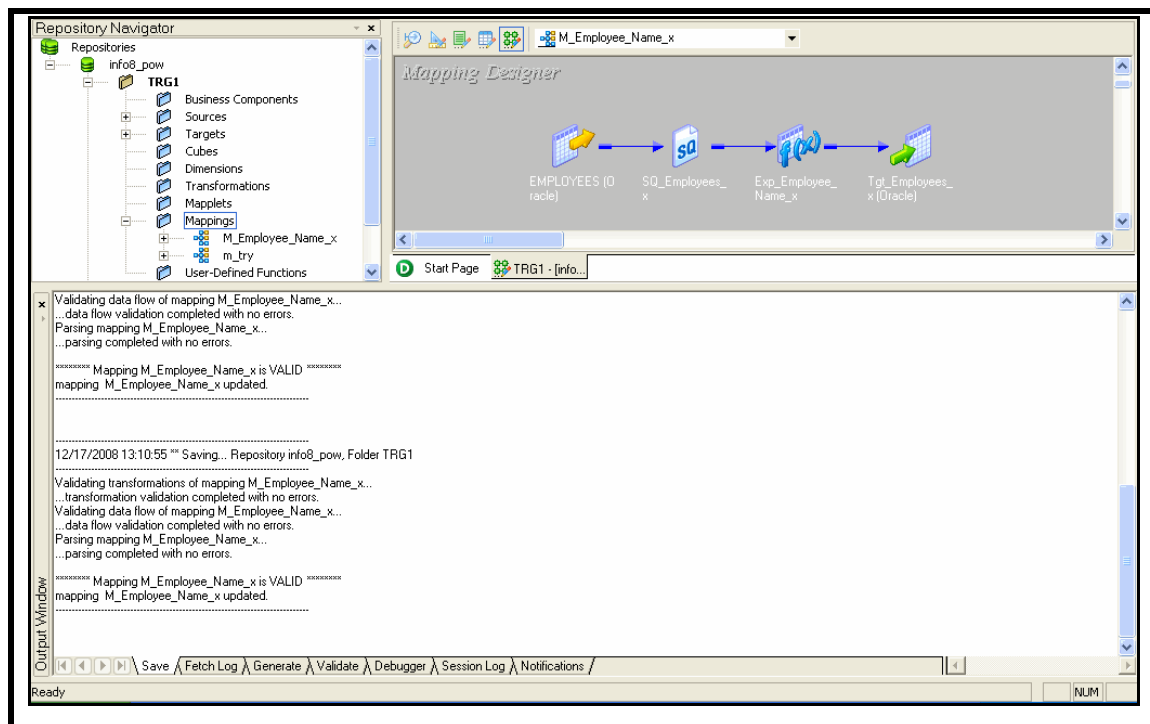 Repository Navigator
Repositories
info8_pow
TRG1
Business Components
Sources
Targets
Cubes
Dimensions
Transformations
Mapplets
Mappings
M_Employee_Name_x
m_try
User-Defined Functions
M_Employee_Name_x
Mapping Designer
EMPLOYEES (O
racle)
SQ
SQ_Employees_
x
f(x)
Exp_Employee_
Name_x
Tgt_Employees_
x (Oracle)
Start Page
TRG1 - [info...
Validating data flow of mapping M_Employee_Name_x...
...data flow validation completed with no errors.
Parsing mapping M_Employee_Name_x...
...parsing completed with no errors.
******** Mapping M_Employee_Name_x is VALID ********
mapping M_Employee_Name_x updated.
--------------------------------------------------------------------------------
--------------------------------------------------------------------------------
12/17/2008 13:10:55 ** Saving... Repository info8_pow, Folder TRG1
--------------------------------------------------------------------------------
Validating transformations of mapping M_Employee_Name_x...
...transformation validation completed with no errors.
Validating data flow of mapping M_Employee_Name_x...
...data flow validation completed with no errors.
Parsing mapping M_Employee_Name_x...
...parsing completed with no errors.
******** Mapping M_Employee_Name_x is VALID ********
mapping M_Employee_Name_x updated.
--------------------------------------------------------------------------------
Output Window
Save Fetch Log Generate Validate Debugger Session Log Notifications
Ready
NUM